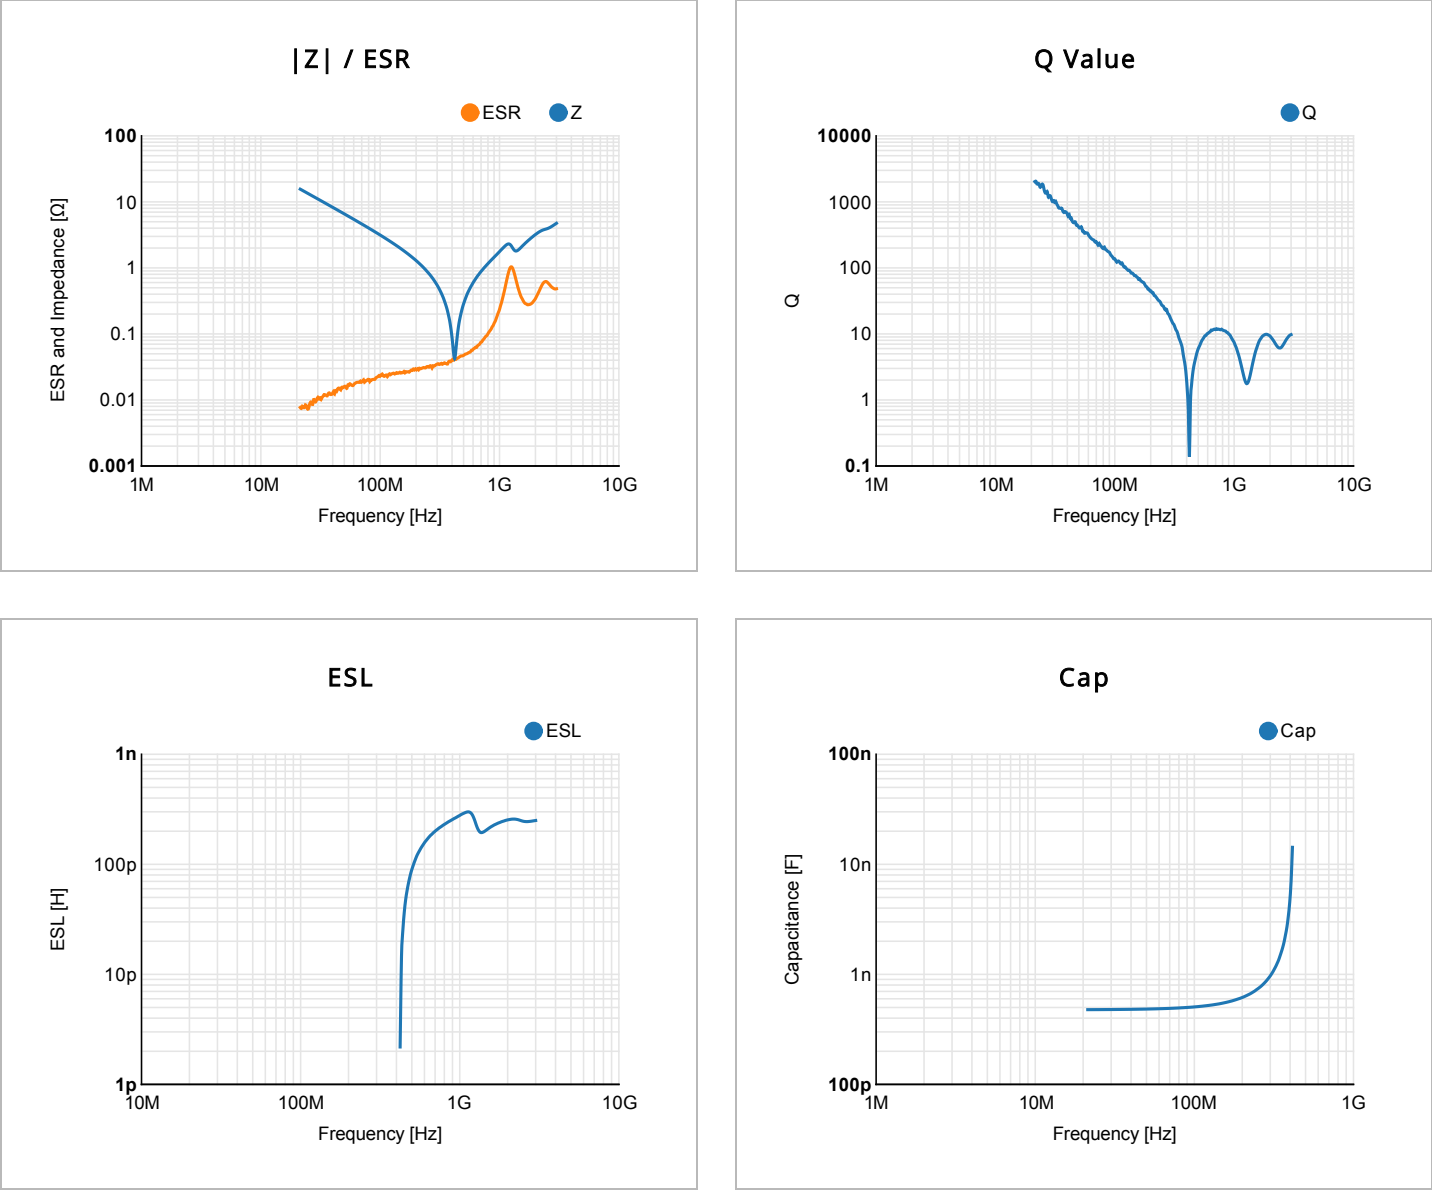 |Z| / ESR
ESR Z
100
10
1
0.1
0.01
0.001
1M 10M 100M 1G 10G
Frequency [Hz]
ESR and Impedance [Ω]
Q Value
Q
10000
1000
100
10
1
0.1
1M 10M 100M 1G 10G
Frequency [Hz]
Q
ESL
ESL
1n
100p
10p
1p
10M 100M 1G 10G
Frequency [Hz]
ESL [H]
Cap
Cap
100n
10n
1n
100p
1M 10M 100M 1G
Frequency [Hz]
Capacitance [F]